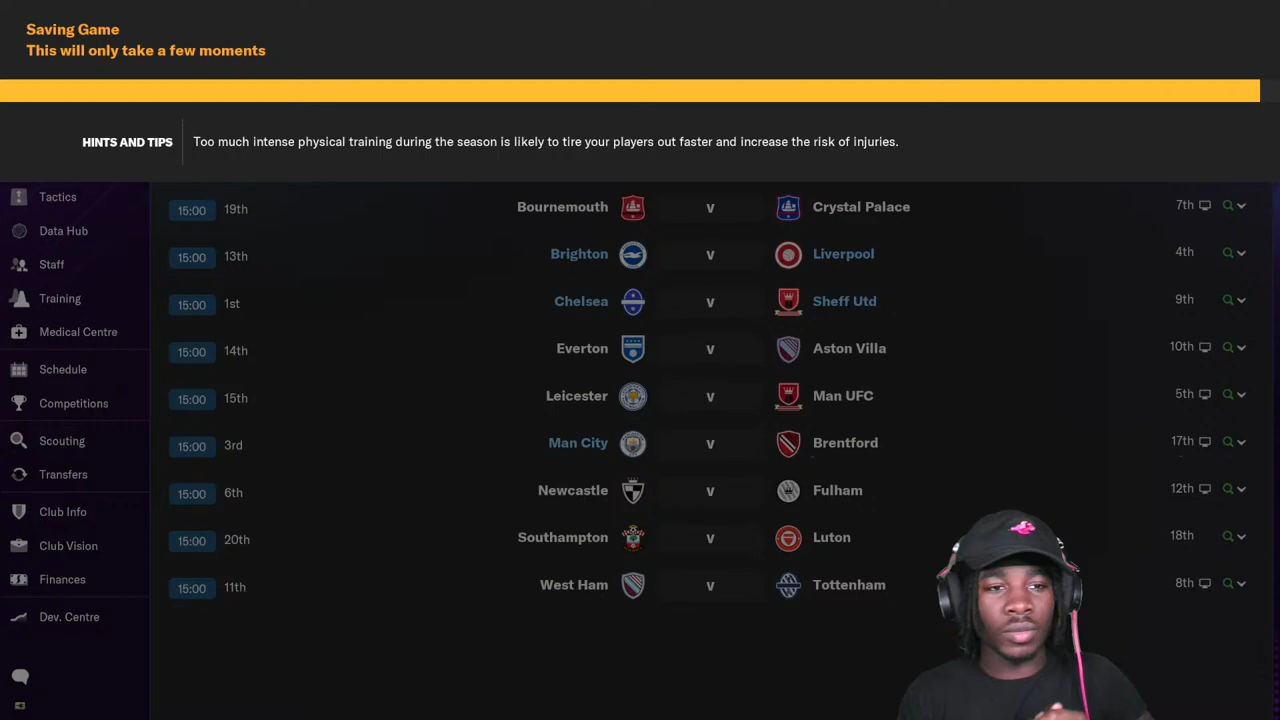 Saving Game
This will only take a few moments
HINTS AND TIPS Too much intense physical training during the season is likely to tire your players out faster and increase the risk of injuries.
Tactics
Data Hub
Staff
Training
Medical Centre
Schedule
Competitions
Scouting
Transfers
Club Info
Club Vision
Finances
Dev. Centre
15:00 19th Bournemouth v Crystal Palace 7th
15:00 13th Brighton v Liverpool 4th
15:00 1st Chelsea v Sheff Utd 9th
15:00 14th Everton v Aston Villa 10th
15:00 15th Leicester v Man UFC 5th
15:00 3rd Man City v Brentford 17th
15:00 6th Newcastle v Fulham 12th
15:00 20th Southampton v Luton 18th
15:00 11th West Ham v Tottenham 8th